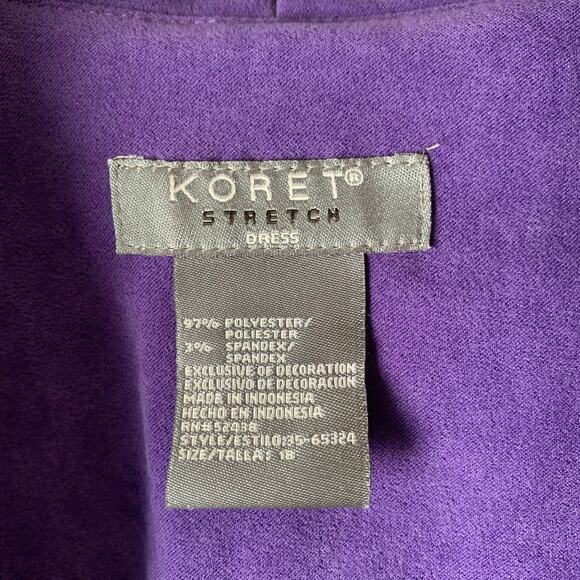 KORET®
STRETCH
DRESS
97% POLYESTER/
POLIESTER
3% SPANDEX/
SPANDEX
EXCLUSIVE OF DECORATION
EXCLUSIVO DE DECORACION
MADE IN INDONESIA
HECHO EN INDONESIA
RN#52438
STYLE/ESTILO:35-65324
SIZE/TALLA: 18